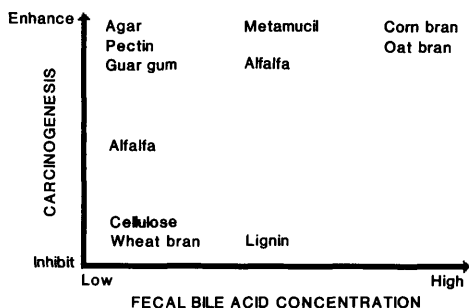 Enhance
Agar Metamucil Corn bran
Pectin Oat bran
Guar gum Alfalfa
CARCINOGENESIS
Alfalfa
Cellulose
Wheat bran Lignin
Inhibit
Low High
FECAL BILE ACID CONCENTRATION